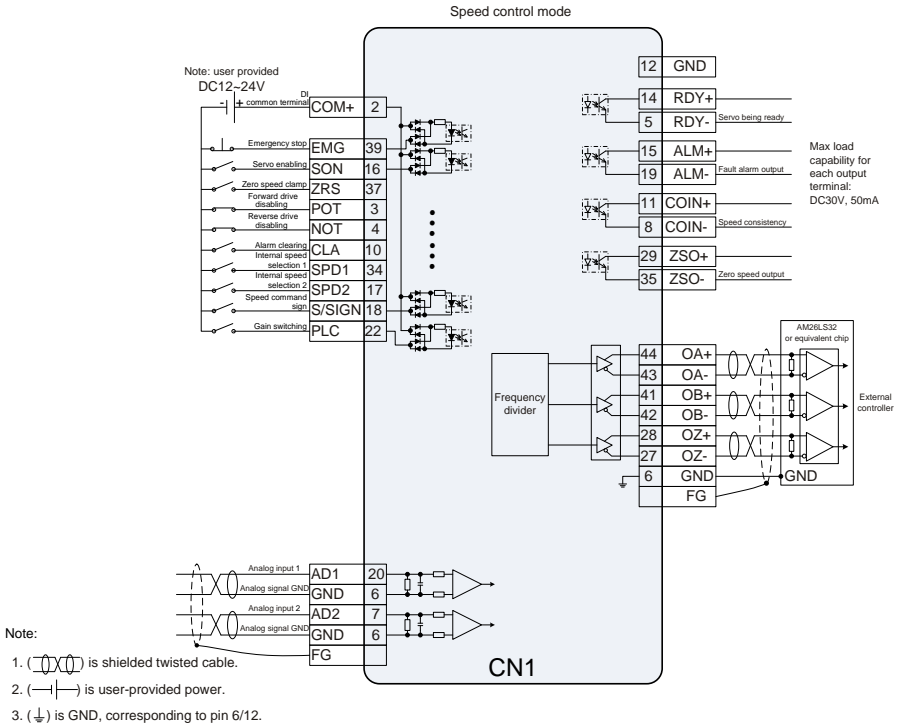 Speed control mode
Note: user provided
DC12~24V
- +
DI
common terminal
COM+ 2
Emergency stop EMG 39
Servo enabling SON 16
Zero speed clamp ZRS 37
Forward drive
disabling POT 3
Reverse drive
disabling NOT 4
Alarm clearing CLA 10
Internal speed
selection 1 SPD1 34
Internal speed
selection 2 SPD2 17
Speed command
sign S/SIGN 18
Gain switching PLC 22
12 GND
14 RDY+
5 RDY- Servo being ready
15 ALM+
19 ALM- Fault alarm output
11 COIN+
8 COIN- Speed consistency
29 ZSO+
35 ZSO- Zero speed output
Max load
capability for
each output
terminal:
DC30V, 50mA
Frequency
divider
44 OA+
43 OA-
41 OB+
42 OB-
28 OZ+
27 OZ-
6 GND
FG
AM26LS32
or equivalent chip
GND
External
controller
Analog input 1 AD1 20
Analog signal GND GND 6
Analog input 2 AD2 7
Analog signal GND GND 6
FG
CN1
Note:
1. ( ) is shielded twisted cable.
2. ( ) is user-provided power.
3. ( ) is GND, corresponding to pin 6/12.